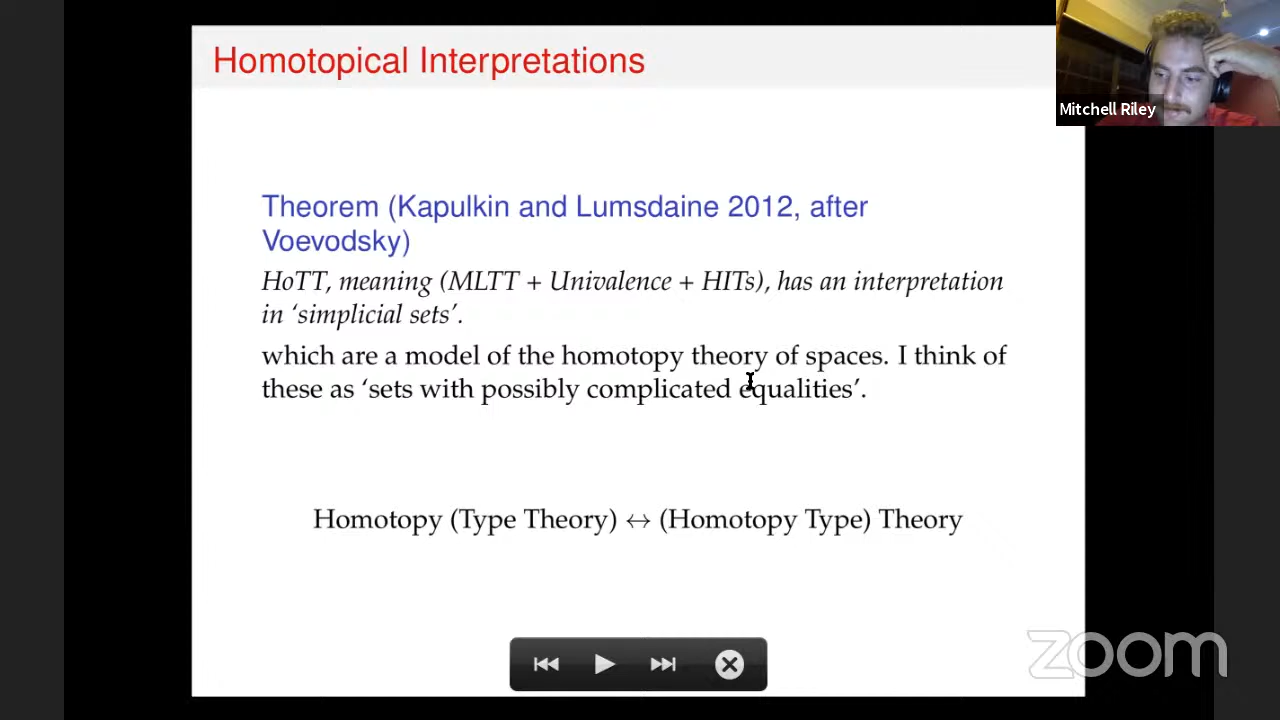 Homotopical Interpretations
Mitchell Riley
Theorem (Kapulkin and Lumsdaine 2012, after
Voevodsky)
HoTT, meaning (MLTT + Univalence + HITs), has an interpretation
in ‘simplicial sets’.
which are a model of the homotopy theory of spaces. I think of
these as ‘sets with possibly complicated equalities’.
Homotopy (Type Theory) ↔ (Homotopy Type) Theory
zoom